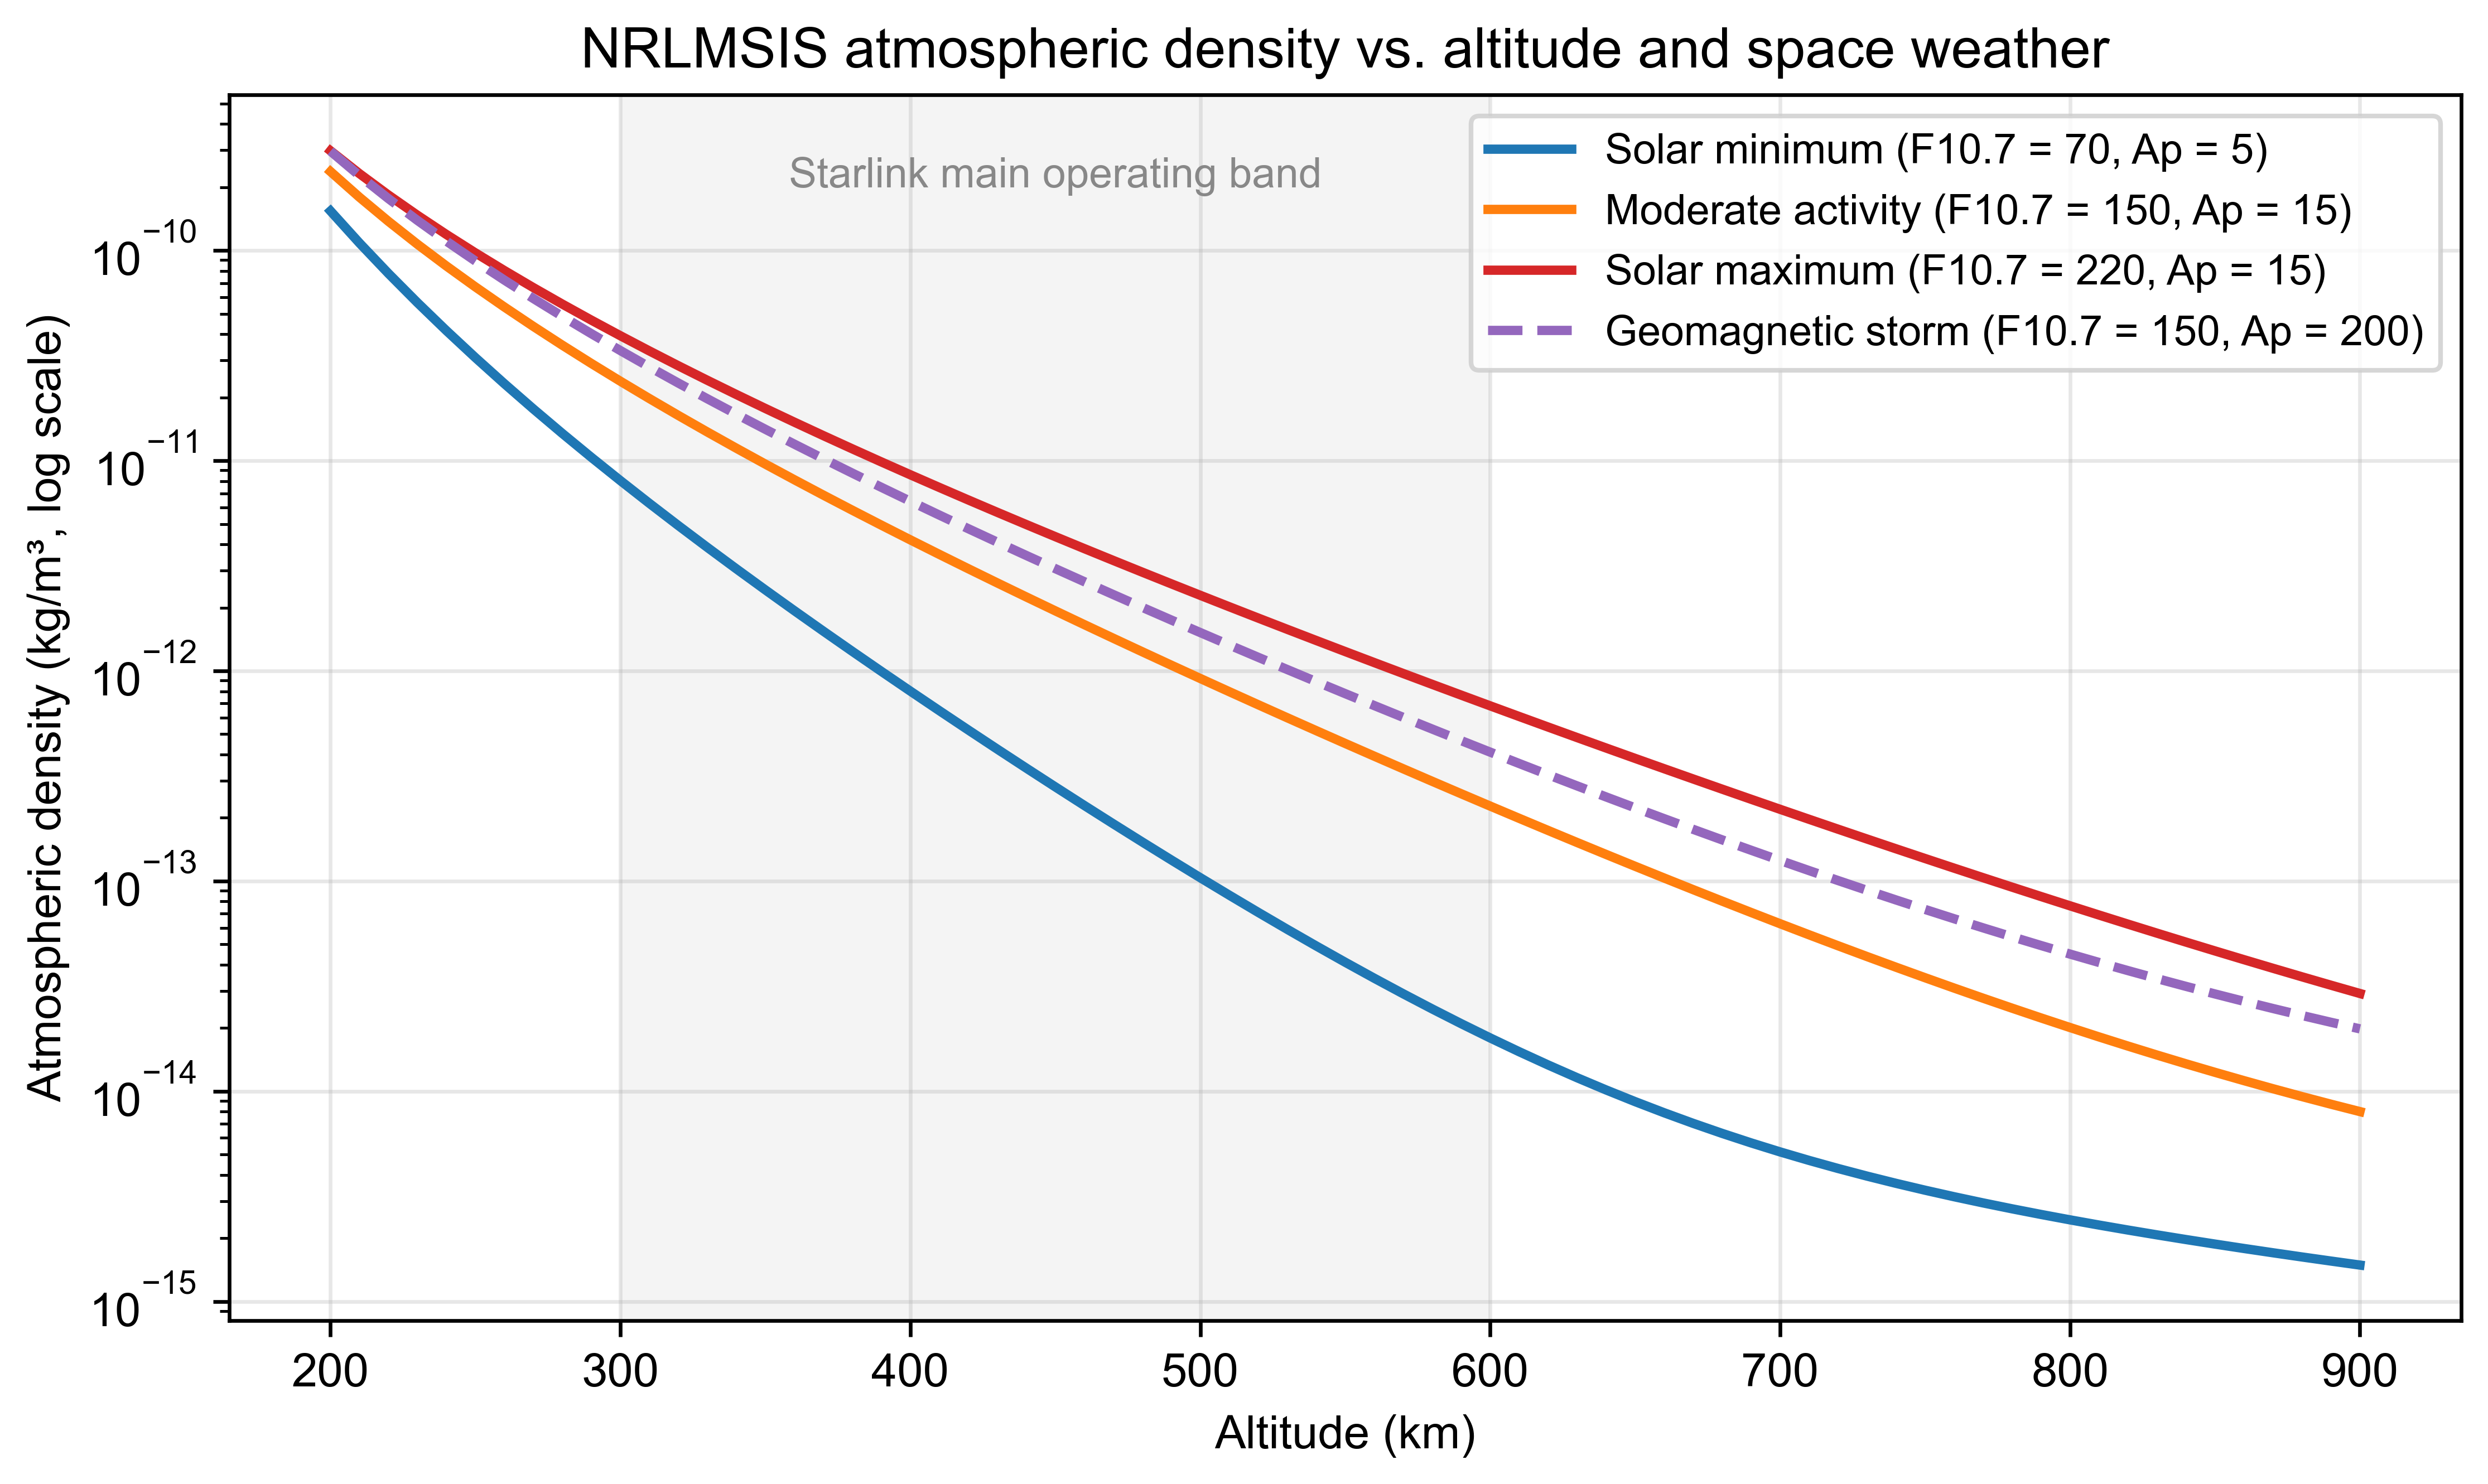 NRLMSIS atmospheric density vs. altitude and space weather
Starlink main operating band
Solar minimum (F10.7 = 70, Ap = 5)
Moderate activity (F10.7 = 150, Ap = 15)
Solar maximum (F10.7 = 220, Ap = 15)
Geomagnetic storm (F10.7 = 150, Ap = 200)
Atmospheric density (kg/m³, log scale)
10⁻¹⁰
10⁻¹¹
10⁻¹²
10⁻¹³
10⁻¹⁴
10⁻¹⁵
200 300 400 500 600 700 800 900
Altitude (km)